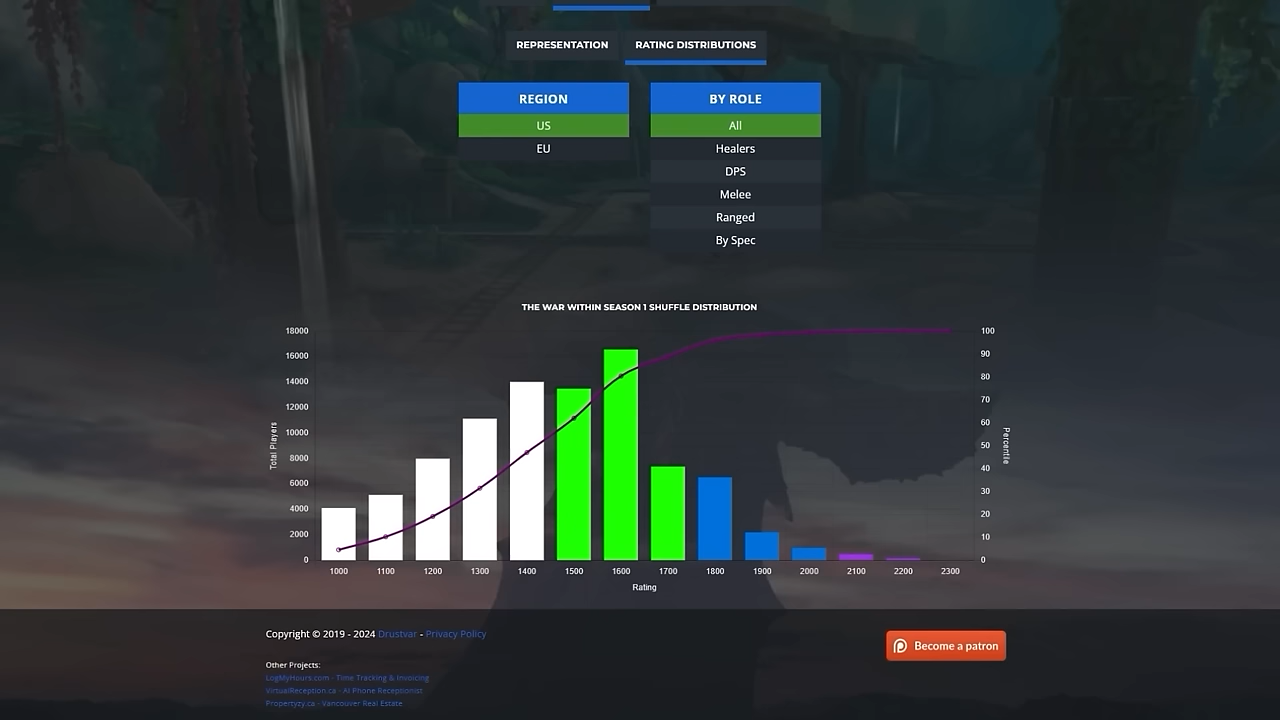 REPRESENTATION RATING DISTRIBUTIONS
REGION BY ROLE
US All
EU Healers
DPS
Melee
Ranged
By Spec
THE WAR WITHIN SEASON 1 SHUFFLE DISTRIBUTION
18000 100
16000 90
14000 80
12000 70
10000 60
8000 50
6000 40
4000 30
2000 20
0 10
0
Total Players
Percentile
1000 1100 1200 1300 1400 1500 1600 1700 1800 1900 2000 2100 2200 2300
Rating
Copyright © 2019 - 2024 Drustvar - Privacy Policy
Become a patron
Other Projects:
LogMyHours.com - Time Tracking & Invoicing
VirtualReception.ca - AI Phone Receptionist
Propertyzy.ca - Vancouver Real Estate